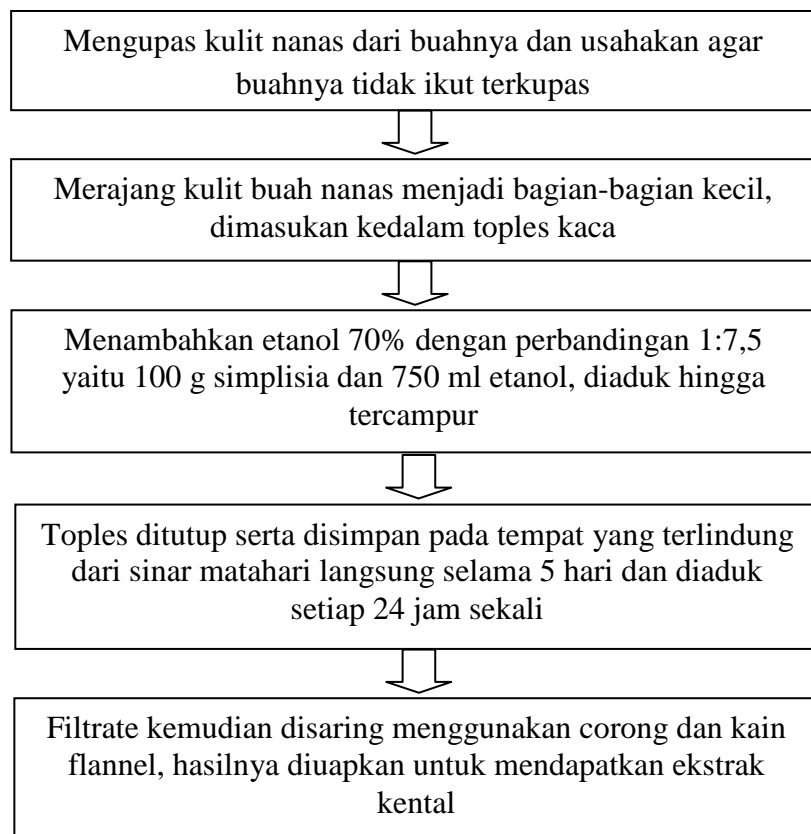 Mengupas kulit nanas dari buahnya dan usahakan agar
buahnya tidak ikut terkupas
Merajang kulit buah nanas menjadi bagian-bagian kecil,
dimasukan kedalam toples kaca
Menambahkan etanol 70% dengan perbandingan 1:7,5
yaitu 100 g simplisia dan 750 ml etanol, diaduk hingga
tercampur
Toples ditutup serta disimpan pada tempat yang terlindung
dari sinar matahari langsung selama 5 hari dan diaduk
setiap 24 jam sekali
Filtrate kemudian disaring menggunakan corong dan kain
flannel, hasilnya diuapkan untuk mendapatkan ekstrak
kental